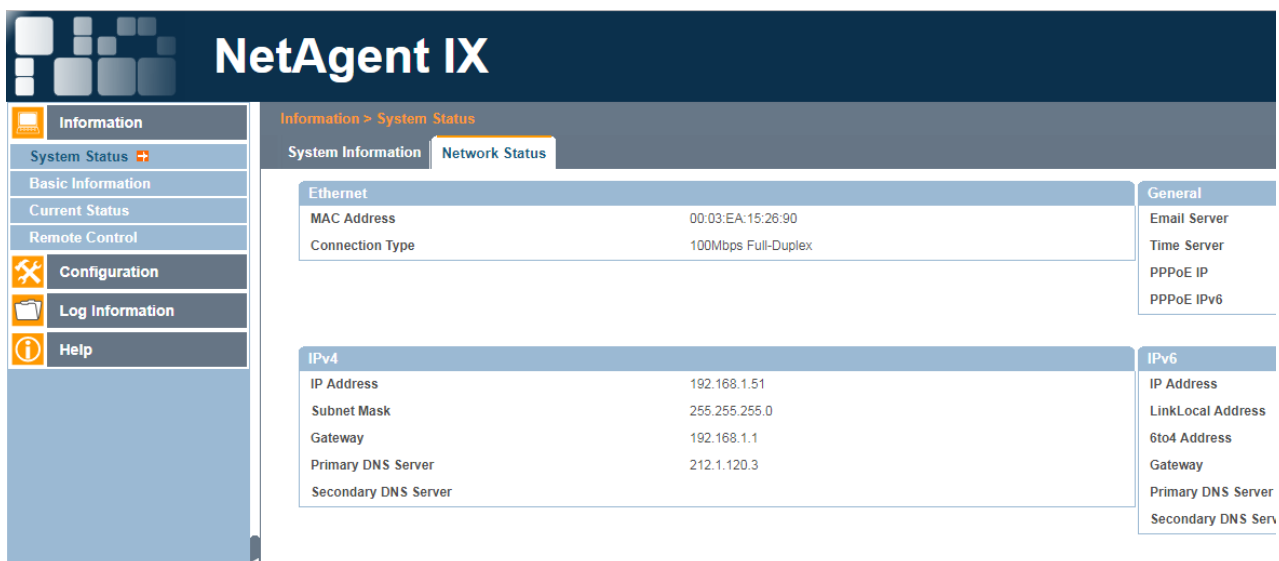 NetAgent IX
Information
System Status
Basic Information
Current Status
Remote Control
Configuration
Log Information
Help
Information > System Status
System Information
Network Status
Ethernet
MAC Address 00:03:EA:15:26:90
Connection Type 100Mbps Full-Duplex
General
Email Server
Time Server
PPPoE IP
PPPoE IPv6
IPv4
IP Address 192.168.1.51
Subnet Mask 255.255.255.0
Gateway 192.168.1.1
Primary DNS Server 212.1.120.3
Secondary DNS Server
IPv6
IP Address
LinkLocal Address
6to4 Address
Gateway
Primary DNS Server
Secondary DNS Serv